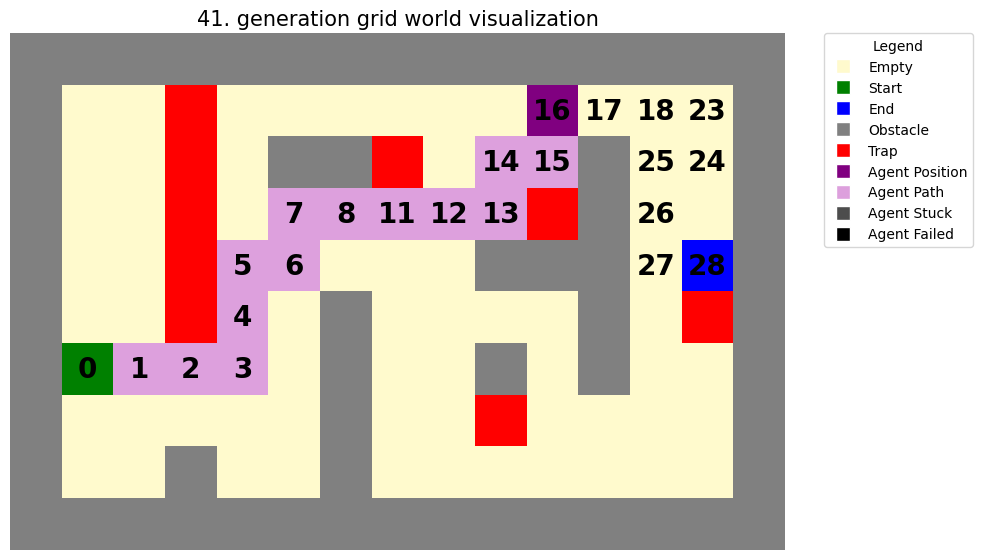 41. generation grid world visualization
16 17 18 23
14 15 25 24
7 8 11 12 13 26
5 6 27 28
4
0 1 2 3
Legend
Empty
Start
End
Obstacle
Trap
Agent Position
Agent Path
Agent Stuck
Agent Failed